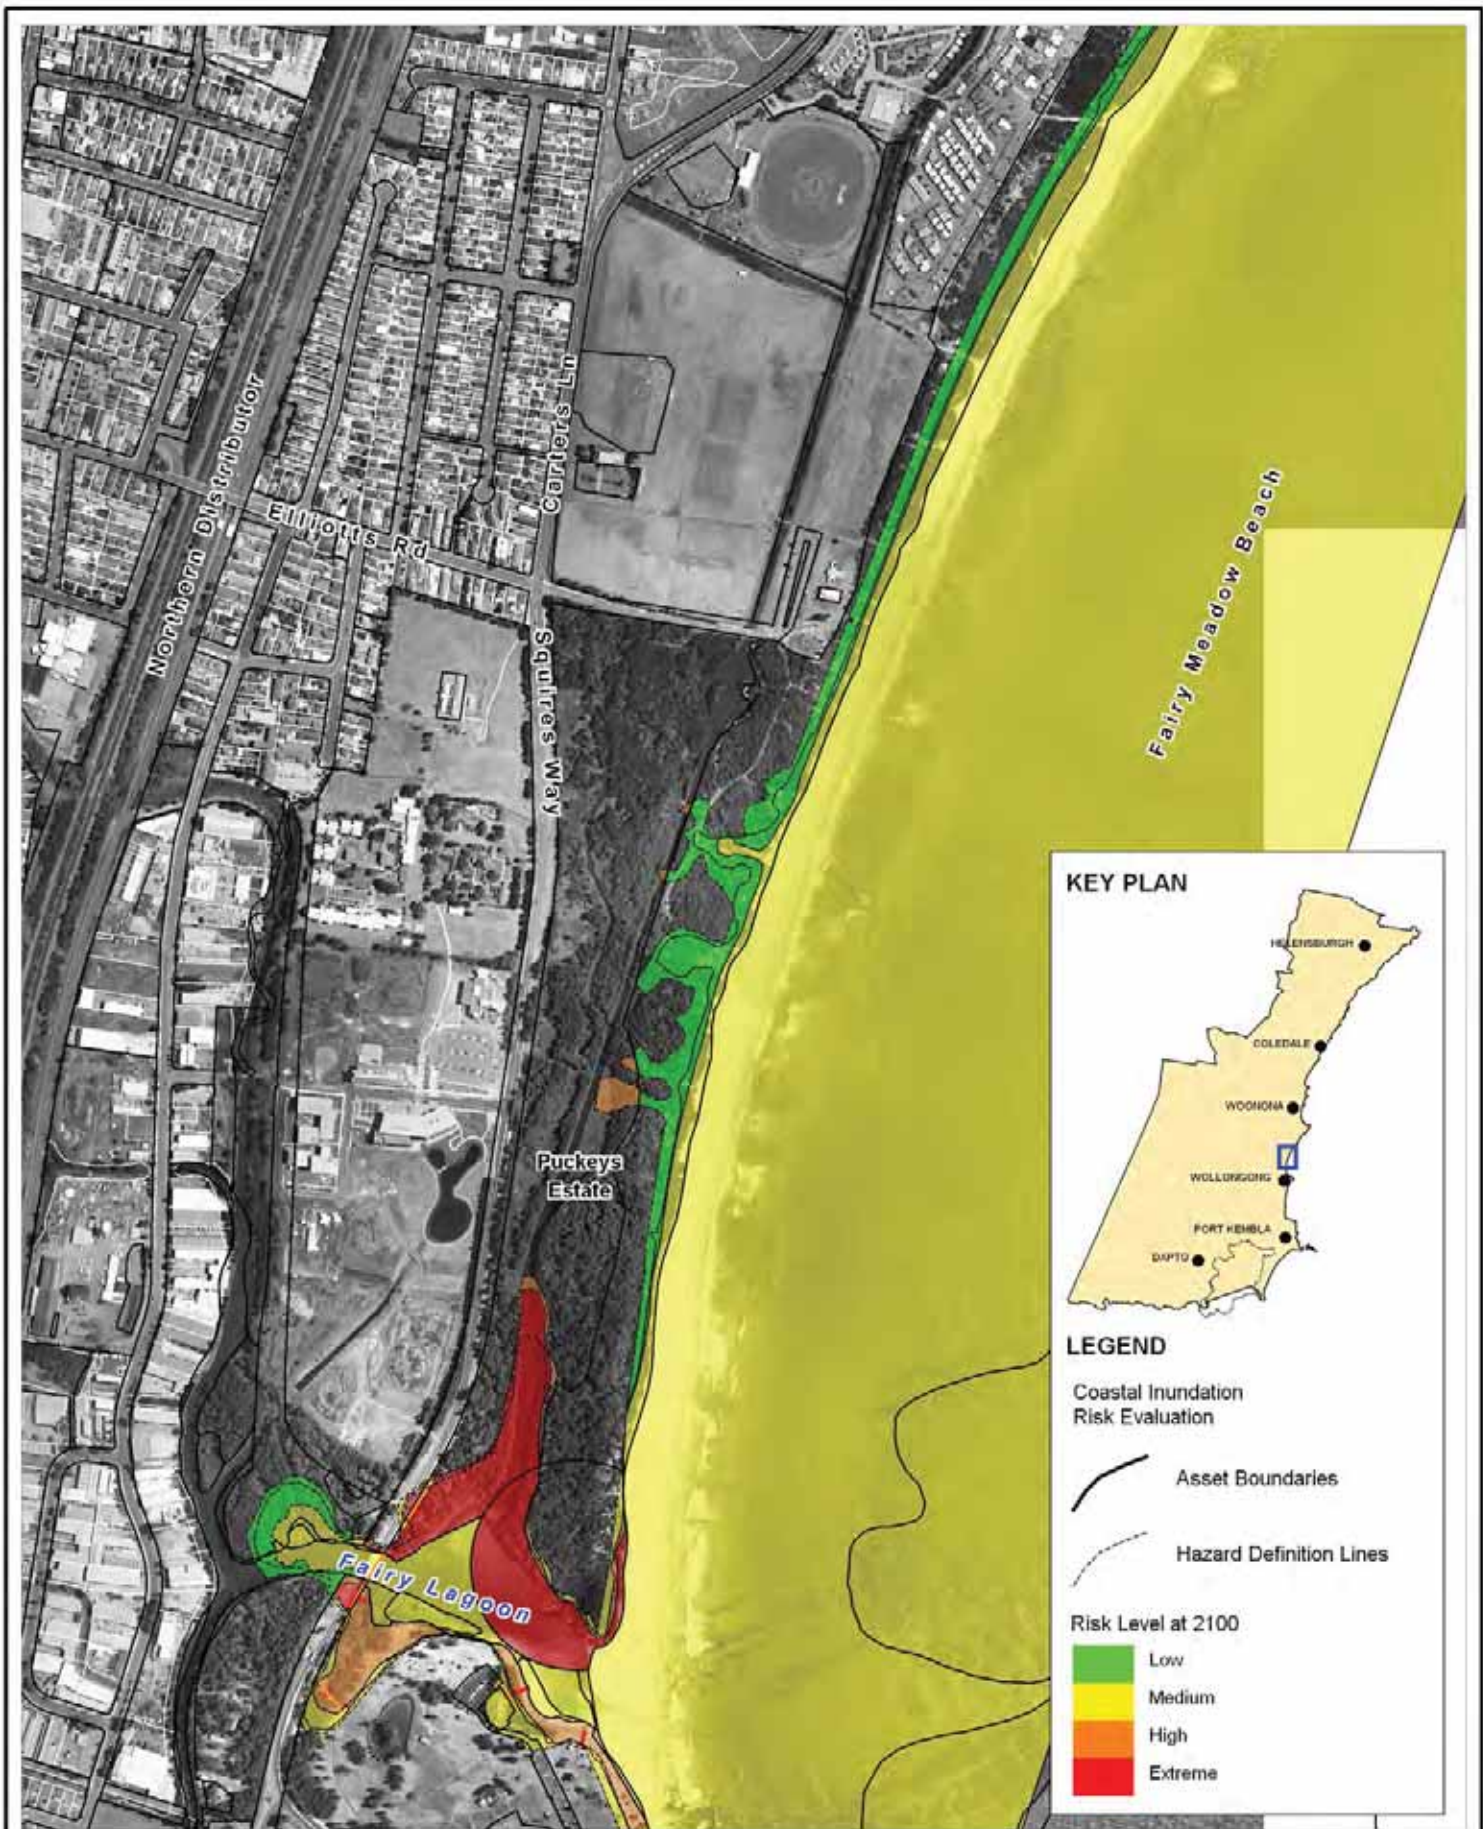 Northern Distributor
Elliotts Rd
Carters Ln
Squires Way
Fairy Meadow Beach
Puckeys
Estate
Fairy Lagoon
KEY PLAN
HELENSBURGH
COLEDALE
WOONONA
WOLLONGONG
PORT KEMBLA
DAPTO
LEGEND
Coastal Inundation
Risk Evaluation
Asset Boundaries
Hazard Definition Lines
Risk Level at 2100
Low
Medium
High
Extreme